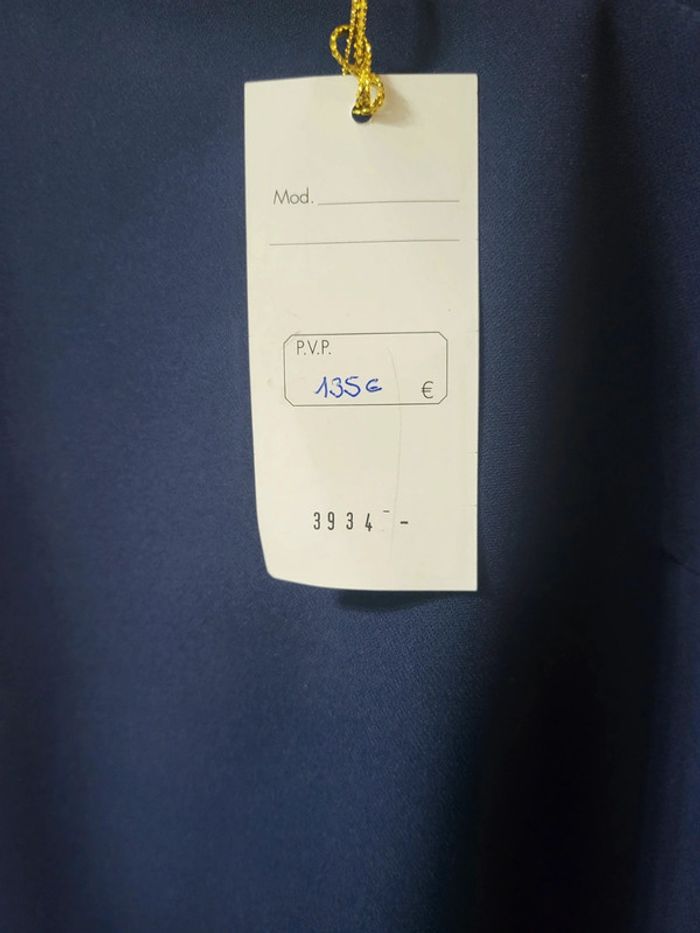 Mod.
P.V.P.
135€ €
3934 - -